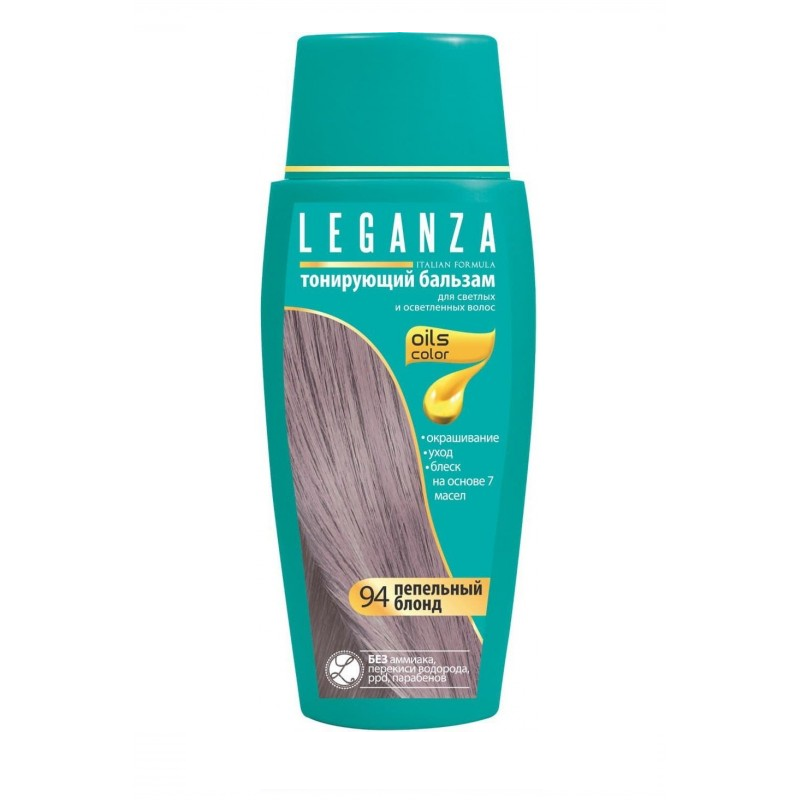 LEGANZA
ITALIAN FORMULA
тонирующий бальзам
для светлых
и осветленных волос
oils
color
7
•окрашивание
•уход
•блеск
на основе 7
масел
94 пепельный
блонд
БЕЗ аммиака,
перекиси водорода,
ppd, парабенов